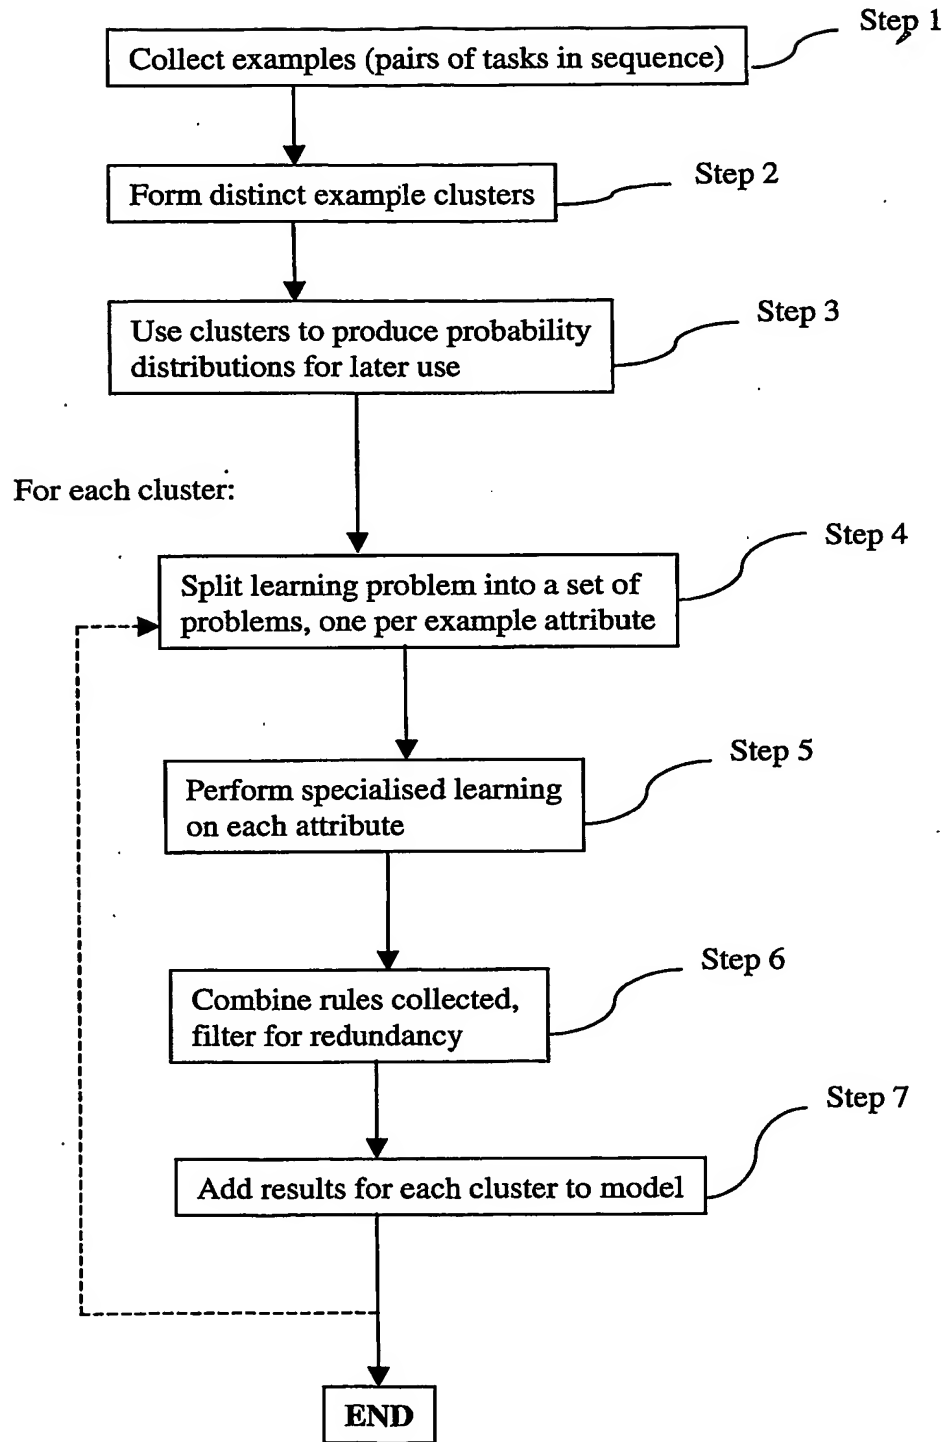 Step 1
Collect examples (pairs of tasks in sequence)
Step 2
Form distinct example clusters
Step 3
Use clusters to produce probability
distributions for later use
For each cluster:
Step 4
Split learning problem into a set of
problems, one per example attribute
Step 5
Perform specialised learning
on each attribute
Step 6
Combine rules collected,
filter for redundancy
Step 7
Add results for each cluster to model
END